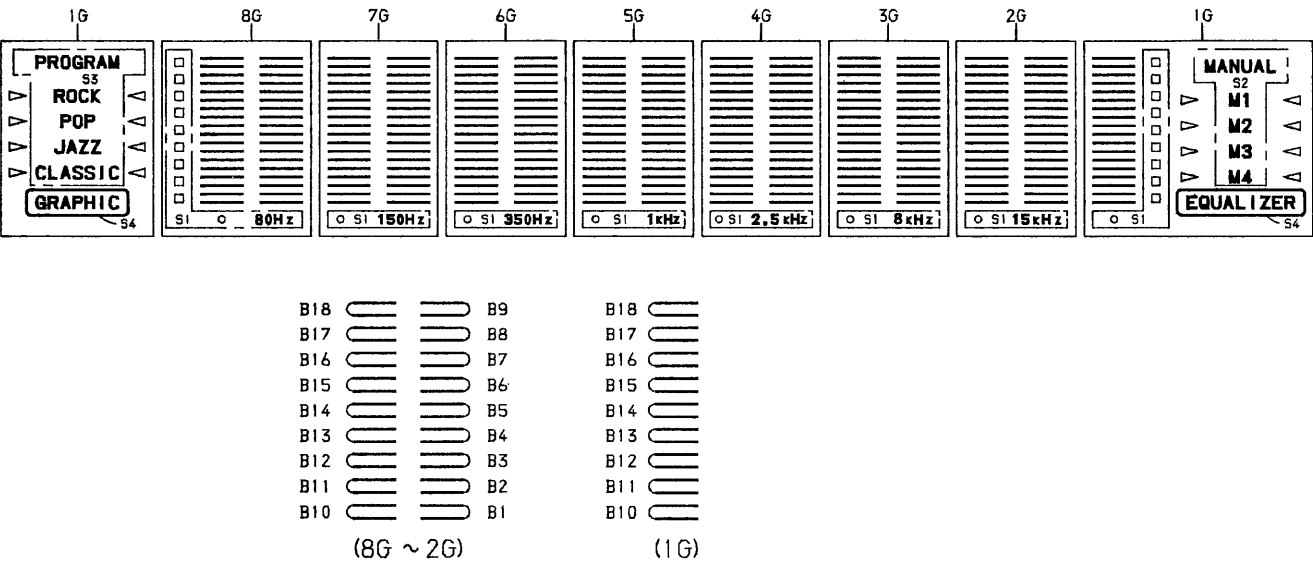 1G 8G 7G 6G 5G 4G 3G 2G 1G
PROGRAM
S3
ROCK
POP
JAZZ
CLASSIC
GRAPHIC
S4
S1 80Hz
S1 150Hz
S1 350Hz
S1 1kHz
S1 2.5kHz
S1 8kHz
S1 15kHz
S1
MANUAL
S2
M1
M2
M3
M4
EQUALIZER
S4
B18 B9 B18
B17 B8 B17
B16 B7 B16
B15 B6 B15
B14 B5 B14
B13 B4 B13
B12 B3 B12
B11 B2 B11
B10 B1 B10
(8G ~ 2G) (1G)